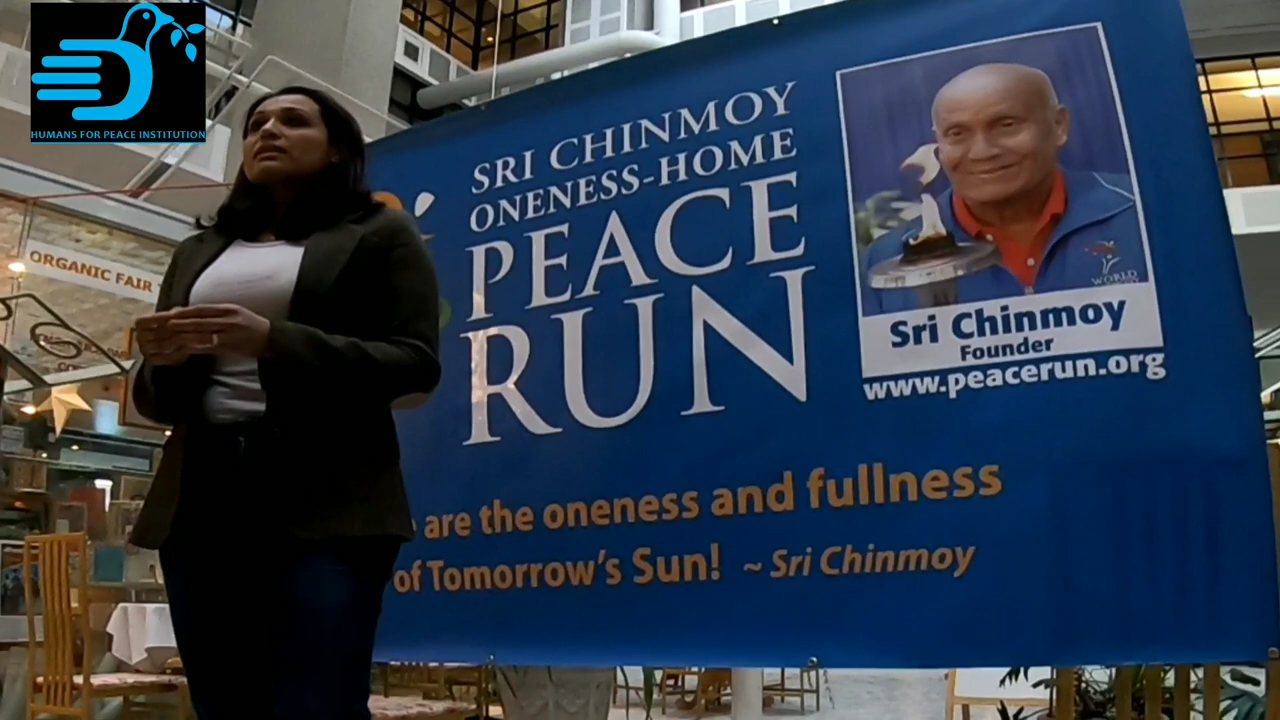 HUMANS FOR PEACE INSTITUTION
ORGANIC FAIR
SRI CHINMOY
ONENESS-HOME
PEACE
RUN
WORLD
Sri Chinmoy
Founder
www.peacerun.org
are the oneness and fullness
of Tomorrow's Sun! ~ Sri Chinmoy